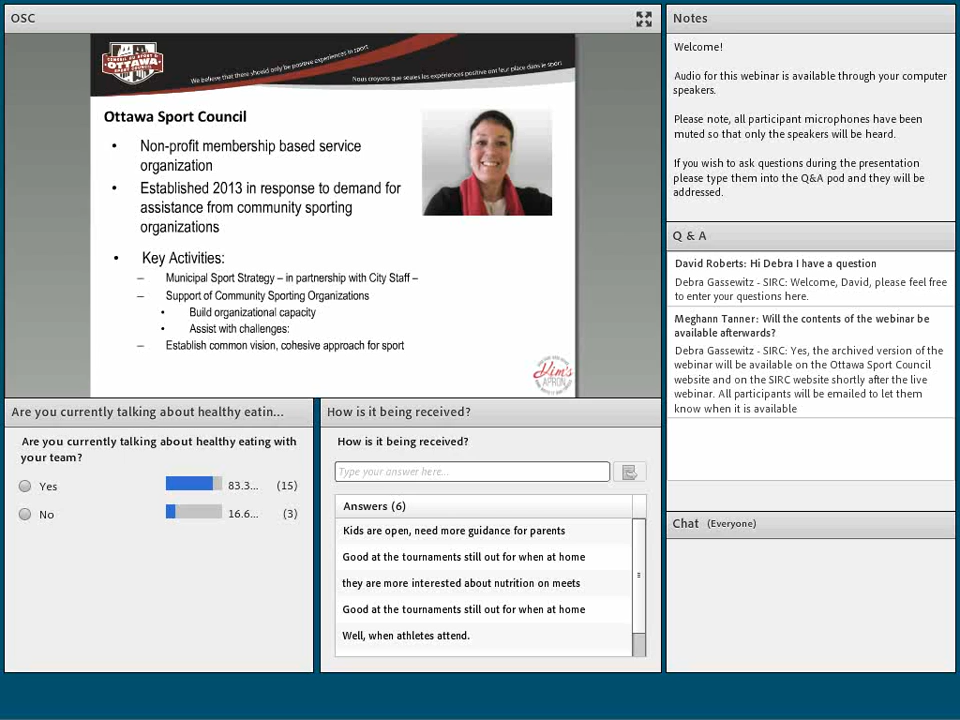 OSC
CONSEIL DU SPORT D'
OTTAWA
SPORT COUNCIL
We believe that there should only be positive experiences in sport
Nous croyons que seules les expériences positive ont leur place dans le sport
Ottawa Sport Council
• Non-profit membership based service
organization
• Established 2013 in response to demand for
assistance from community sporting
organizations
• Key Activities:
– Municipal Sport Strategy – in partnership with City Staff –
– Support of Community Sporting Organizations
• Build organizational capacity
• Assist with challenges:
– Establish common vision, cohesive approach for sport
Kim's
APRON
Are you currently talking about healthy eatin...
Are you currently talking about healthy eating with
your team?
Yes 83.3... (15)
No 16.6... (3)
How is it being received?
How is it being received?
Type your answer here...
Answers (6)
Kids are open, need more guidance for parents
Good at the tournaments still out for when at home
they are more interested about nutrition on meets
Good at the tournaments still out for when at home
Well, when athletes attend.
Notes
Welcome!
Audio for this webinar is available through your computer
speakers.
Please note, all participant microphones have been
muted so that only the speakers will be heard.
If you wish to ask questions during the presentation
please type them into the Q&A pod and they will be
addressed.
Q & A
David Roberts: Hi Debra I have a question
Debra Gassewitz - SIRC: Welcome, David, please feel free
to enter your questions here.
Meghann Tanner: Will the contents of the webinar be
available afterwards?
Debra Gassewitz - SIRC: Yes, the archived version of the
webinar will be available on the Ottawa Sport Council
website and on the SIRC website shortly after the live
webinar. All participants will be emailed to let them
know when it is available
Chat (Everyone)